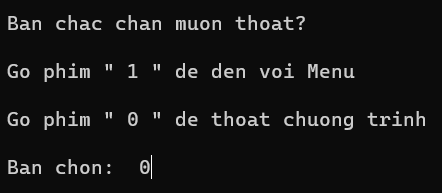 Ban chac chan muon thoat?
Go phim " 1 " de den voi Menu
Go phim " 0 " de thoat chuong trinh
Ban chon:  0